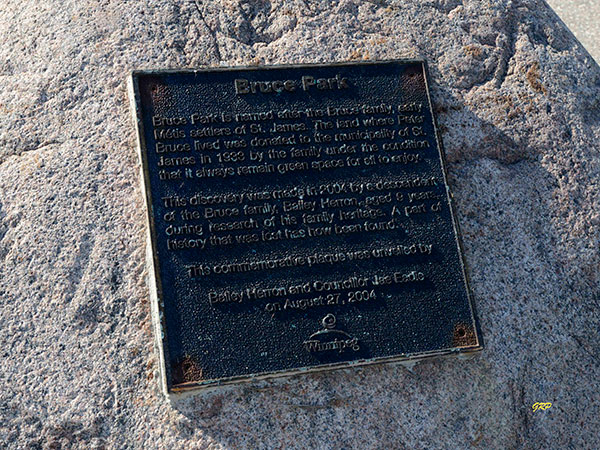 Bruce Park
Bruce Park is named after the Bruce family, early
Métis settlers of St. James. The land where Peter
Bruce lived was donated to the municipality of St.
James in 1933 by the family under the condition
that it always remain green space for all to enjoy.
This discovery was made in 2004 by a descendent
of the Bruce family, Bailey Herron, aged 9 years
during research, of his family heritage. A part of
history that was lost has now been found...
This commemorative plaque was unveiled by
Bailey Herron and Councillor Jae Eadie
on August 27, 2004
Winnipeg
GRP